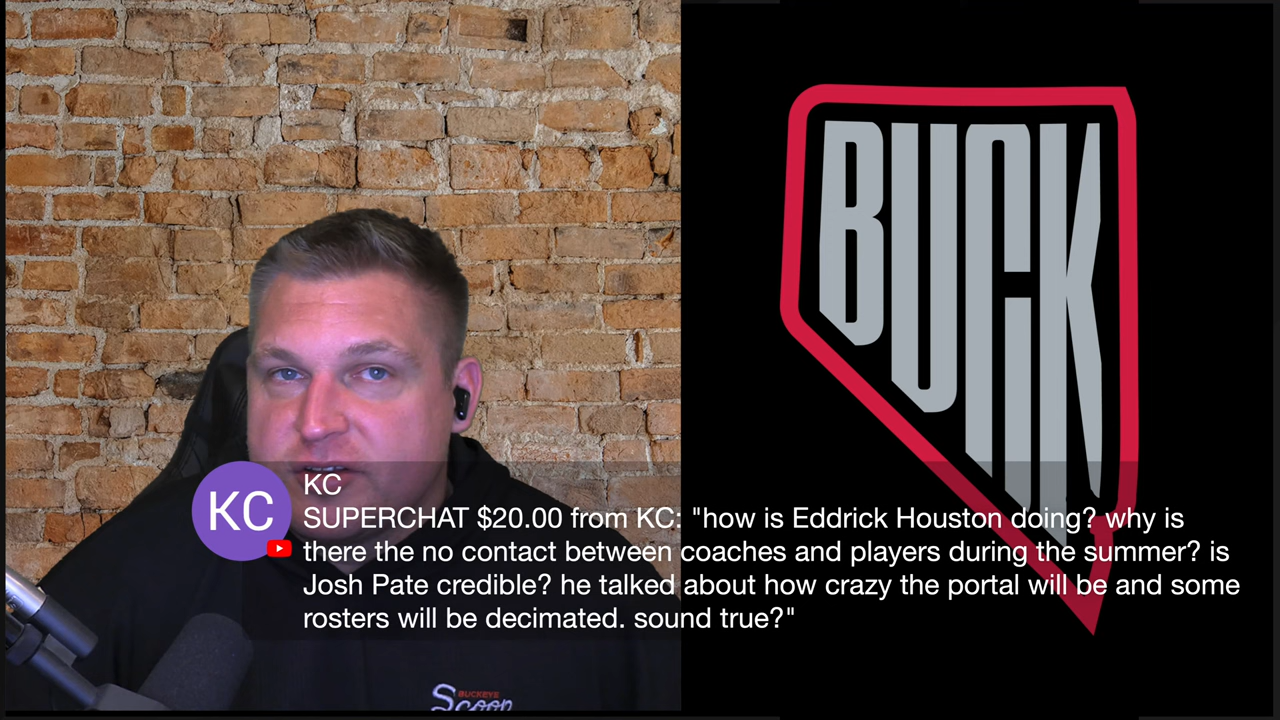 BUCK
KC
KC
SUPERCHAT $20.00 from KC: "how is Eddrick Houston doing? why is
there the no contact between coaches and players during the summer? is
Josh Pate credible? he talked about how crazy the portal will be and some
rosters will be decimated. sound true?"
BUCKEYE
Scoop